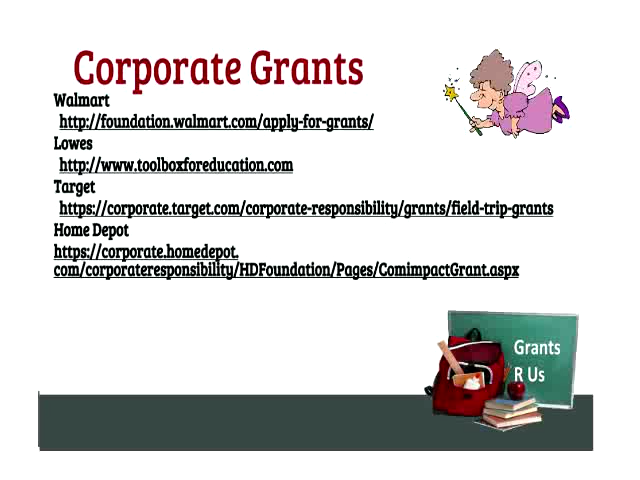 Corporate Grants
Walmart
http://foundation.walmart.com/apply-for-grants/
Lowes
http://www.toolboxforeducation.com
Target
https://corporate.target.com/corporate-responsibility/grants/field-trip-grants
Home Depot
https://corporate.homedepot.
com/corporateresponsibility/HDFoundation/Pages/ComimpactGrant.aspx
Grants
R Us